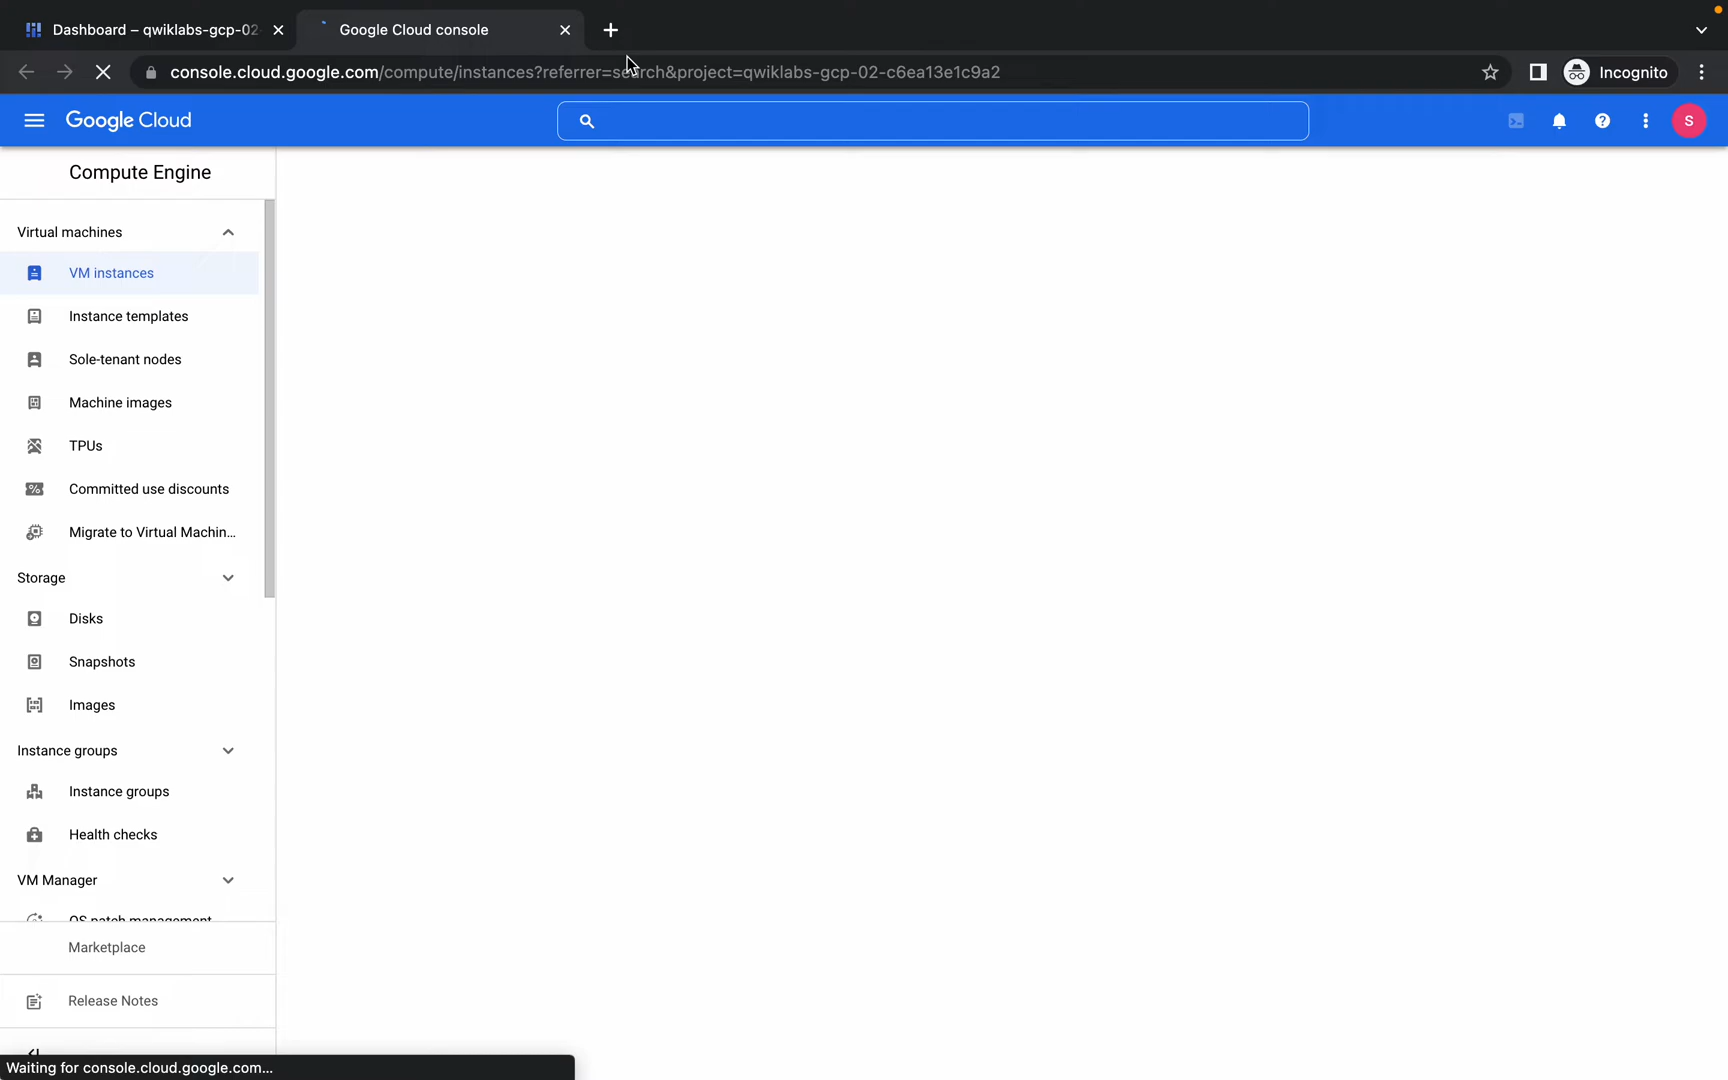 Dashboard – qwiklabs-gcp-02-
Google Cloud console
console.cloud.google.com/compute/instances?referrer=search&project=qwiklabs-gcp-02-c6ea13e1c9a2
Incognito
Google Cloud
S
Compute Engine
Virtual machines
VM instances
Instance templates
Sole-tenant nodes
Machine images
TPUs
Committed use discounts
Migrate to Virtual Machin...
Storage
Disks
Snapshots
Images
Instance groups
Instance groups
Health checks
VM Manager
OS patch management
Marketplace
Release Notes
Waiting for console.cloud.google.com...